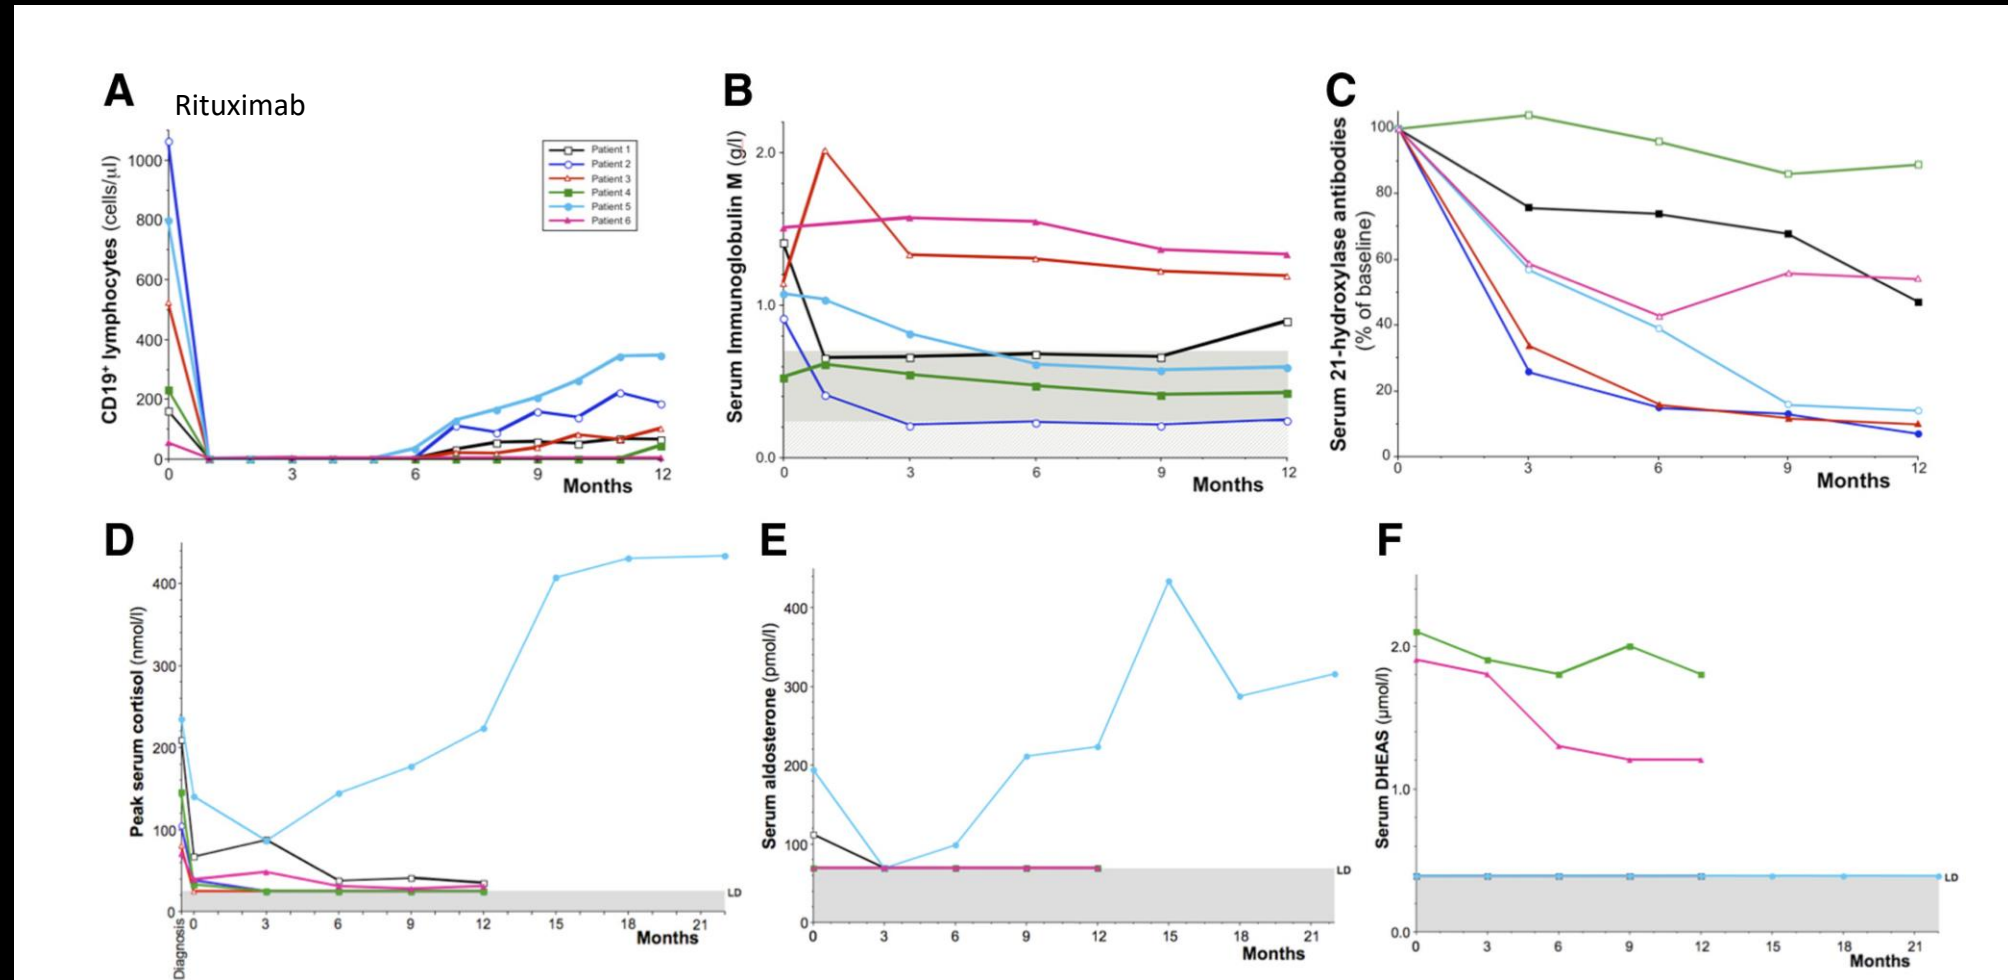 A
Rituximab
CD19+ lymphocytes (cells/µl)
1000
800
600
400
200
0
0 3 6 9 12
Months
Patient 1
Patient 2
Patient 3
Patient 4
Patient 5
Patient 6
B
Serum Immunoglobulin M (g/l)
2.0
1.0
0.0
0 3 6 9 12
Months
C
Serum 21-hydroxylase antibodies
(% of baseline)
100
80
60
40
20
0
0 3 6 9 12
Months
D
Peak serum cortisol (nmol/l)
400
300
200
100
0
LD
Diagnosis 0 3 6 9 12 15 18 21
Months
E
Serum aldosterone (pmol/l)
400
300
200
100
0
LD
0 3 6 9 12 15 18 21
Months
F
Serum DHEAS (µmol/l)
2.0
1.0
0.0
LD
0 3 6 9 12 15 18 21
Months